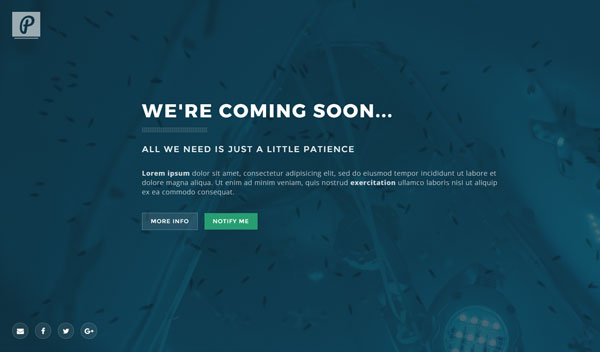 P
WE'RE COMING SOON...
ALL WE NEED IS JUST A LITTLE PATIENCE
Lorem ipsum dolor sit amet, consectetur adipisicing elit, sed do eiusmod tempor incididunt ut labore et
dolore magna aliqua. Ut enim ad minim veniam, quis nostrud exercitation ullamco laboris nisi ut aliquip
ex ea commodo consequat.
MORE INFO NOTIFY ME
f G+